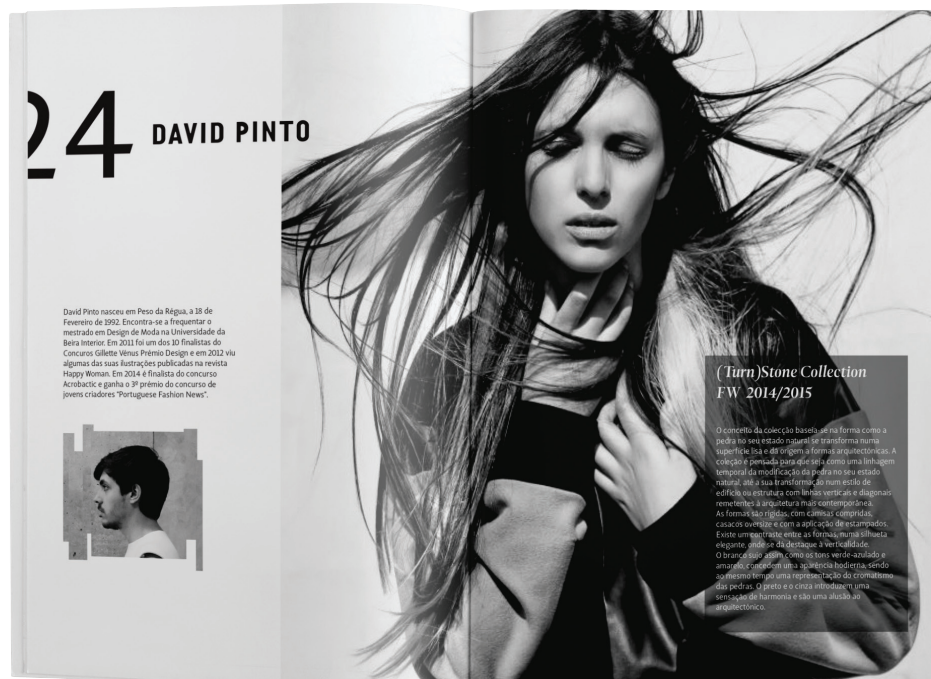 24 DAVID PINTO
David Pinto nasceu em Peso da Régua, a 18 de
Fevereiro de 1992. Encontra-se a frequentar o
mestrado em Design de Moda na Universidade da
Beira Interior. Em 2011 foi um dos 10 finalistas do
Concuros Gillette Vénus Prémio Design e em 2012 viu
algumas das suas ilustrações publicadas na revista
Happy Woman. Em 2014 é finalista do concurso
Acrobactic e ganha o 3º prémio do concurso de
jovens criadores "Portuguese Fashion News".
(Turn)Stone Collection
FW 2014/2015
O conceito da colecção baseia-se na forma como a
pedra no seu estado natural se transforma numa
superfície lisa e dá origem a formas arquitectónicas. A
coleção é pensada para que seja como uma linhagem
temporal da modificação da pedra no seu estado
natural, até a sua transformação num estilo de
edifício ou estrutura com linhas verticais e diagonais
remetentes à arquitetura mais contemporânea.
As formas são rígidas, com camisas compridas,
casacos oversize e com a aplicação de estampados.
Existe um contraste entre as formas, numa silhueta
elegante, onde se dá destaque à verticalidade.
O branco sujo assim como os tons verde-azulado e
amarelo, concedem uma aparência hodierna, sendo
ao mesmo tempo uma representação do cromatismo
das pedras. O preto e o cinza introduzem uma
sensação de harmonia e são uma alusão ao
arquitectónico.